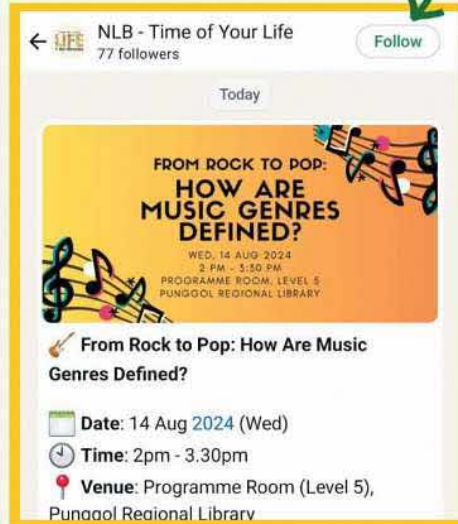 LIFE
NLB - Time of Your Life
77 followers
Follow
Today
FROM ROCK TO POP:
HOW ARE
MUSIC GENRES
DEFINED?
WED, 14 AUG 2024
2 PM - 3:30 PM
PROGRAMME ROOM, LEVEL 5
PUNGGOL REGIONAL LIBRARY
From Rock to Pop: How Are Music
Genres Defined?
Date: 14 Aug 2024 (Wed)
Time: 2pm - 3.30pm
Venue: Programme Room (Level 5),
Punggol Regional Library